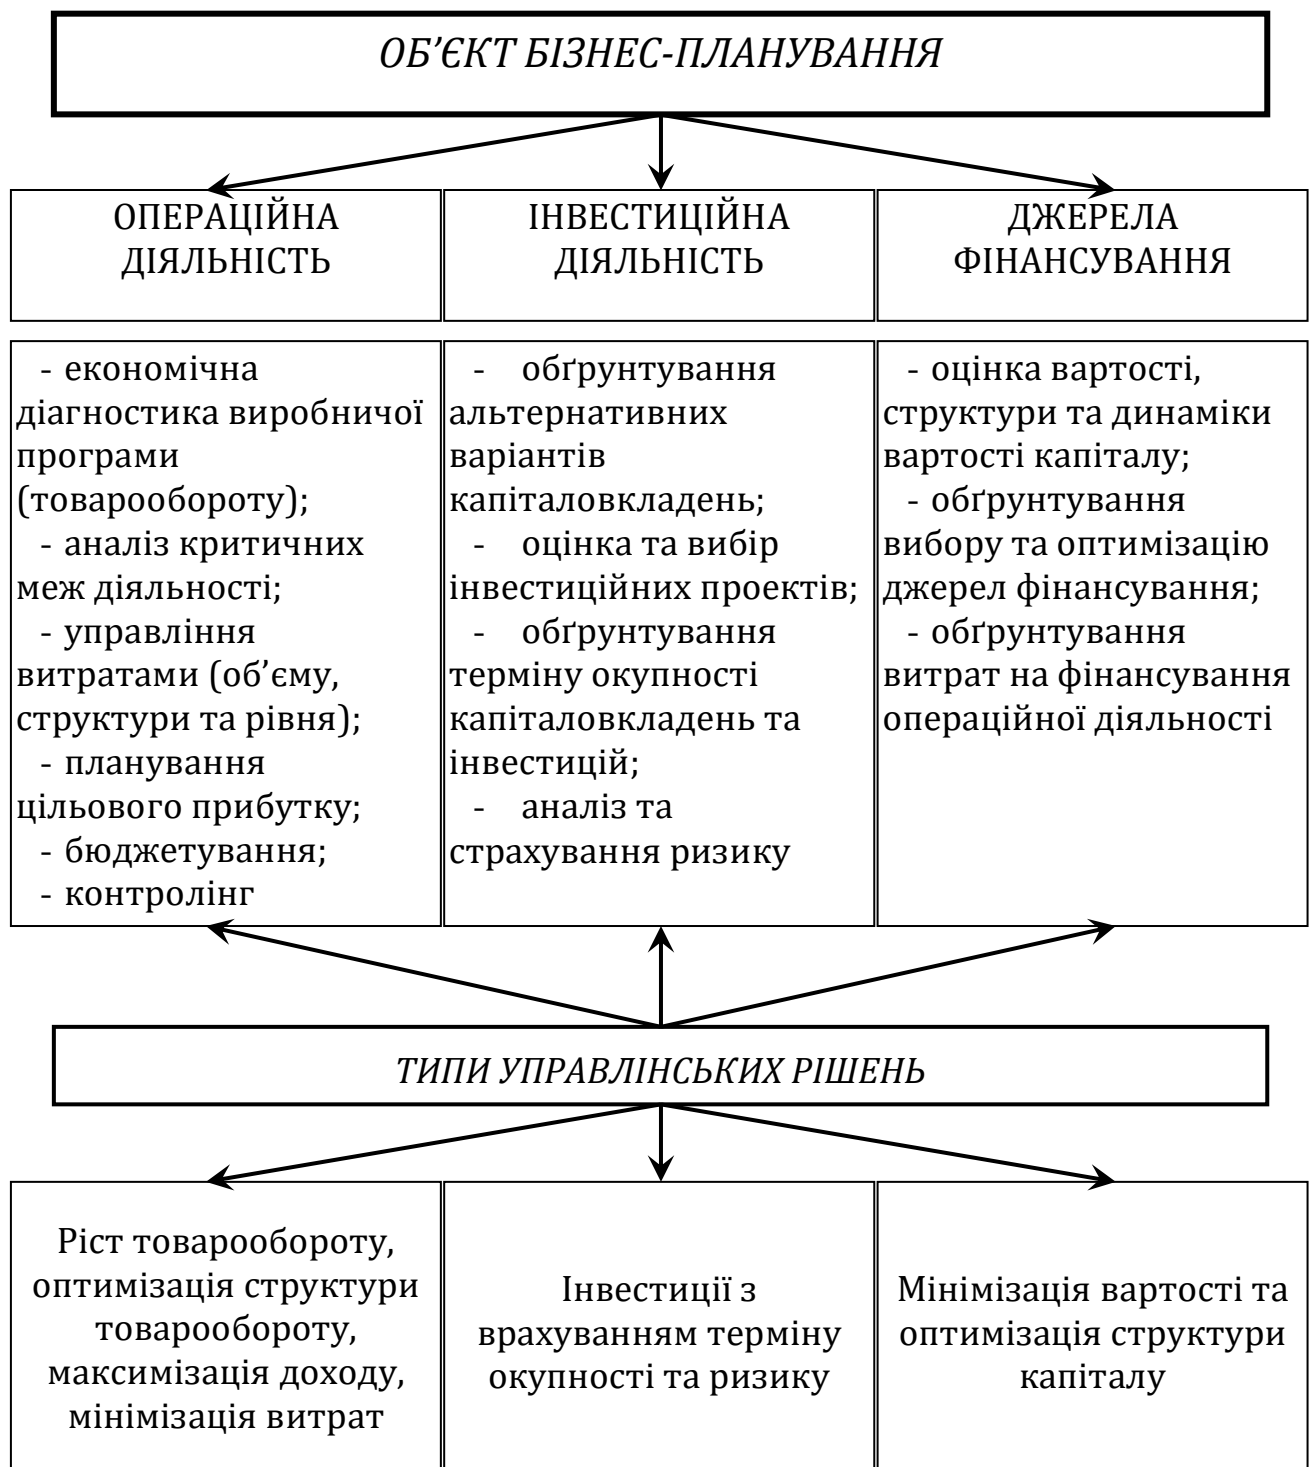 ОБ’ЄКТ БІЗНЕС-ПЛАНУВАННЯ
ОПЕРАЦІЙНА
ДІЯЛЬНІСТЬ
ІНВЕСТИЦІЙНА
ДІЯЛЬНІСТЬ
ДЖЕРЕЛА
ФІНАНСУВАННЯ
- економічна
діагностика виробничої
програми
(товарообороту);
- аналіз критичних
меж діяльності;
- управління
витратами (об’єму,
структури та рівня);
- планування
цільового прибутку;
- бюджетування;
- контролінг
- обґрунтування
альтернативних
варіантів
капіталовкладень;
- оцінка та вибір
інвестиційних проектів;
- обґрунтування
терміну окупності
капіталовкладень та
інвестицій;
- аналіз та
страхування ризику
- оцінка вартості,
структури та динаміки
вартості капіталу;
- обґрунтування
вибору та оптимізацію
джерел фінансування;
- обґрунтування
витрат на фінансування
операційної діяльності
ТИПИ УПРАВЛІНСЬКИХ РІШЕНЬ
Ріст товарообороту,
оптимізація структури
товарообороту,
максимізація доходу,
мінімізація витрат
Інвестиції з
врахуванням терміну
окупності та ризику
Мінімізація вартості та
оптимізація структури
капіталу